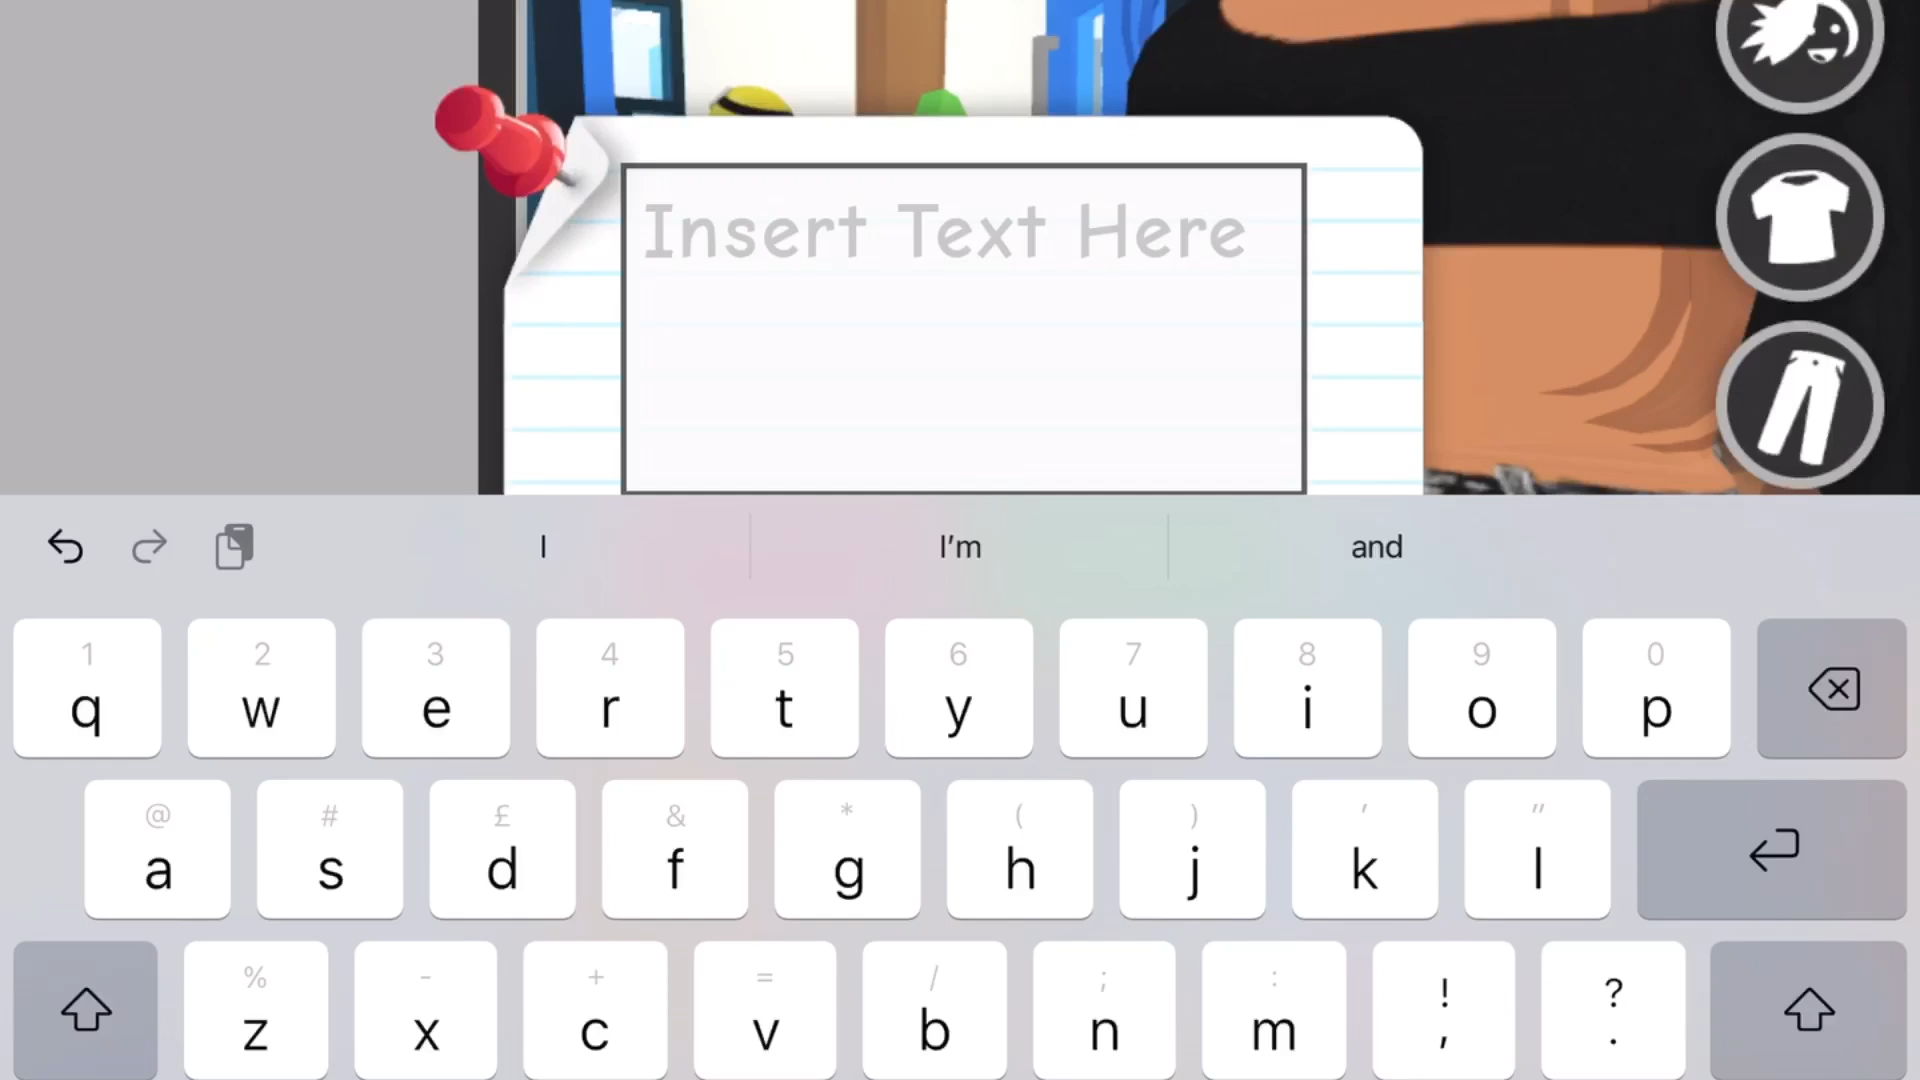 Insert Text Here
I
I'm
and
1 2 3 4 5 6 7 8 9 0
q w e r t y u i o p
@ # £ & * ( ) ' "
a s d f g h j k l
% - + = / ; : ! ?
z x c v b n m , .